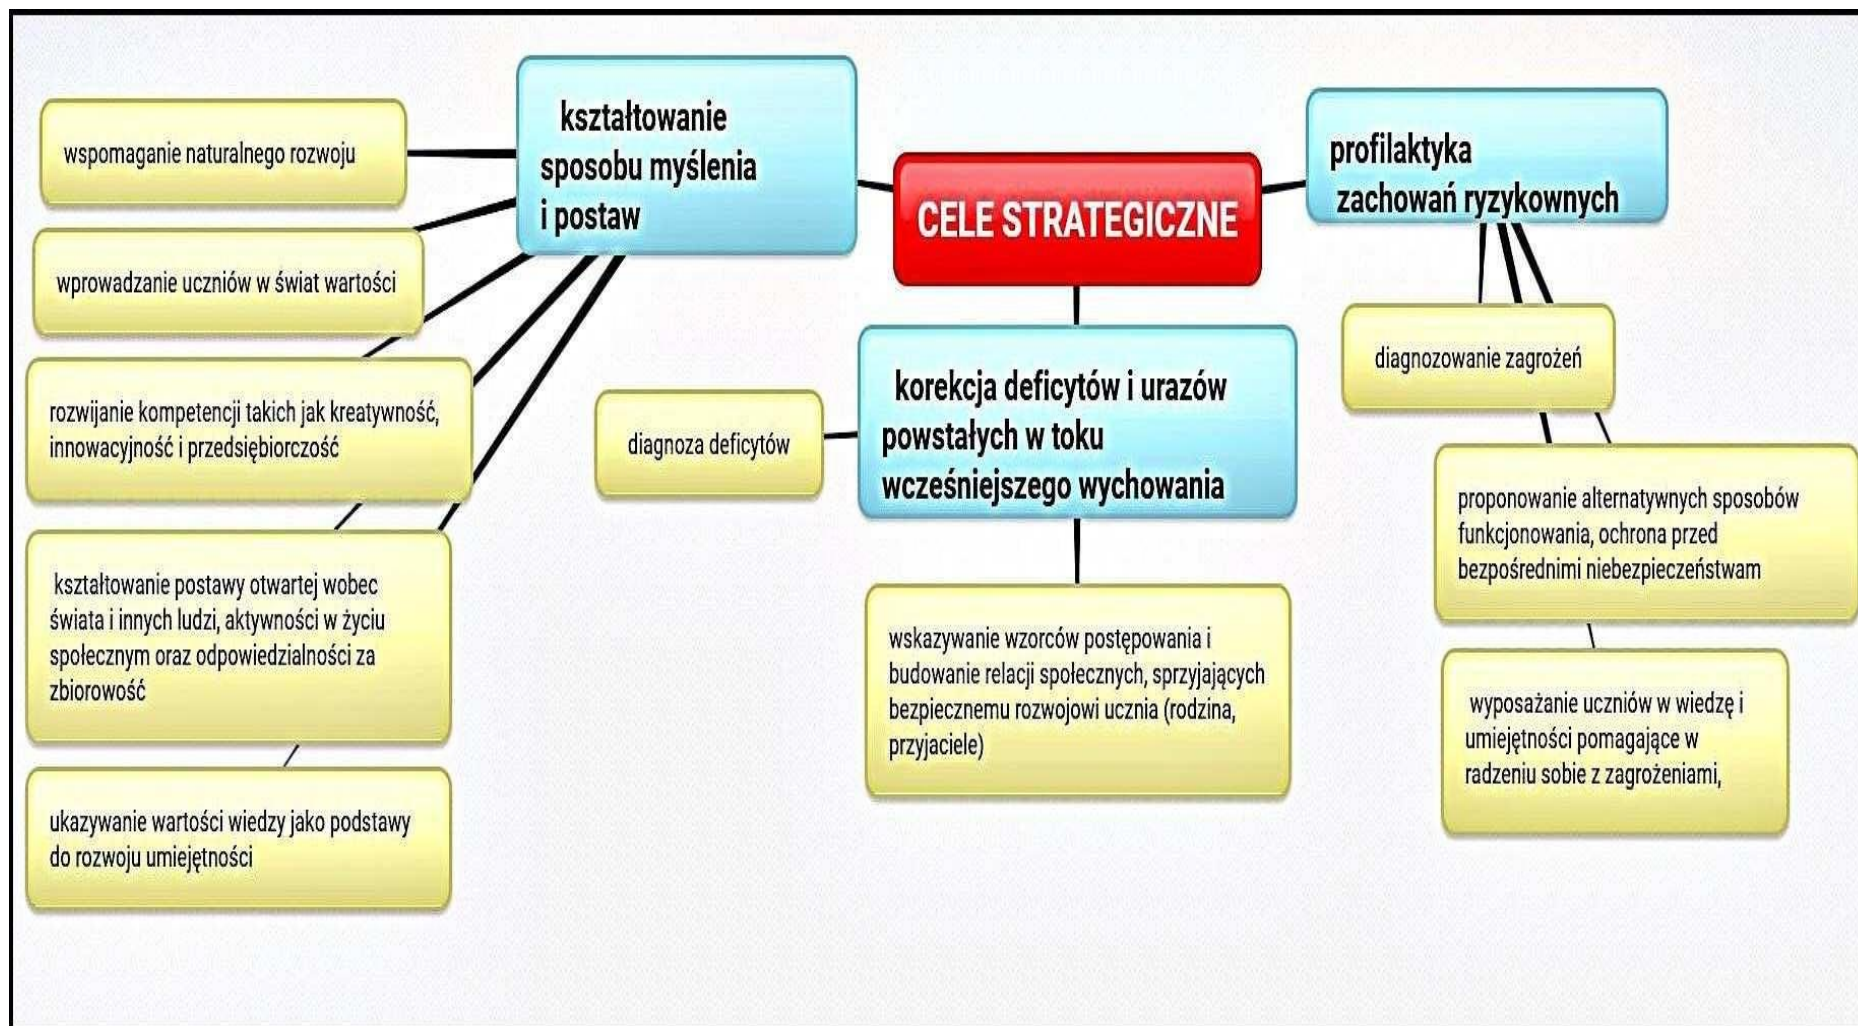 CELE STRATEGICZNE
kształtowanie
sposobu myślenia
i postaw
wspomaganie naturalnego rozwoju
wprowadzanie uczniów w świat wartości
rozwijanie kompetencji takich jak kreatywność,
innowacyjność i przedsiębiorczość
kształtowanie postawy otwartej wobec
świata i innych ludzi, aktywności w życiu
społecznym oraz odpowiedzialności za
zbiorowość
ukazywanie wartości wiedzy jako podstawy
do rozwoju umiejętności
korekcja deficytów i urazów
powstałych w toku
wcześniejszego wychowania
diagnoza deficytów
wskazywanie wzorców postępowania i
budowanie relacji społecznych, sprzyjających
bezpiecznemu rozwojowi ucznia (rodzina,
przyjaciele)
profilaktyka
zachowań ryzykownych
diagnozowanie zagrożeń
proponowanie alternatywnych sposobów
funkcjonowania, ochrona przed
bezpośrednimi niebezpieczeństwam
wyposażanie uczniów w wiedzę i
umiejętności pomagające w
radzeniu sobie z zagrożeniami,